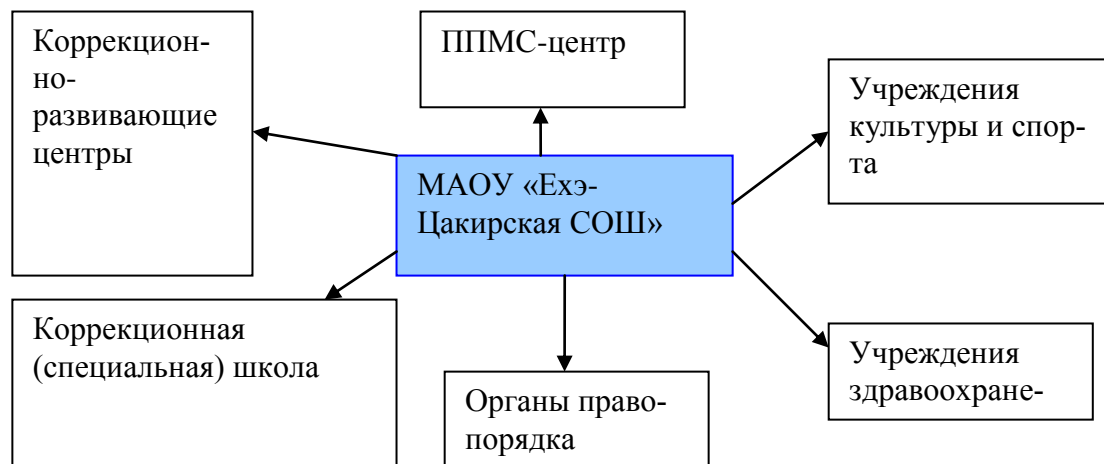 Коррекцион-
но-
развивающие
центры
ППМС-центр
Учреждения
культуры и спор-
та
МАОУ «Ехэ-
Цакирская СОШ»
Коррекционная
(специальная) школа
Органы право-
порядка
Учреждения
здравоохране-